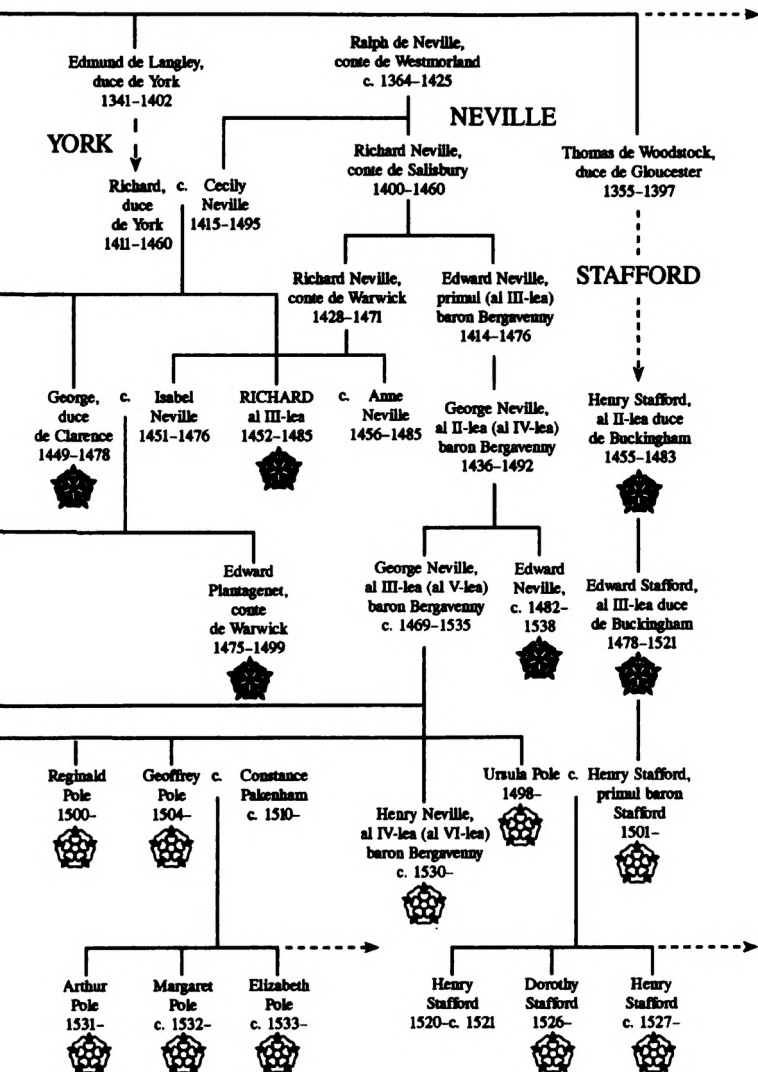 Edmund de Langley,
duce de York
1341–1402
Ralph de Neville,
conte de Westmorland
c. 1364–1425
YORK
NEVILLE
Richard, c. Cecily
duce Neville
de York 1415–1495
1411–1460
Richard Neville,
conte de Salisbury
1400–1460
Thomas de Woodstock,
duce de Gloucester
1355–1397
STAFFORD
Richard Neville,
conte de Warwick
1428–1471
Edward Neville,
primul (al III-lea)
baron Bergavenny
1414–1476
George, c. Isabel
duce Neville
de Clarence 1451–1476
1449–1478
RICHARD c. Anne
al III-lea Neville
1452–1485 1456–1485
George Neville,
al II-lea (al IV-lea)
baron Bergavenny
1436–1492
Henry Stafford,
al II-lea duce
de Buckingham
1455–1483
Edward
Plantagenet,
conte
de Warwick
1475–1499
George Neville,
al III-lea (al V-lea)
baron Bergavenny
c. 1469–1535
Edward
Neville,
c. 1482–
1538
Edward Stafford,
al III-lea duce
de Buckingham
1478–1521
Reginald
Pole
1500–
Geoffrey c. Constance
Pole Pakenham
1504– c. 1510–
Henry Neville,
al IV-lea (al VI-lea)
baron Bergavenny
c. 1530–
Ursula Pole c. Henry Stafford,
1498– primul baron
Stafford
1501–
Arthur
Pole
1531–
Margaret
Pole
c. 1532–
Elizabeth
Pole
c. 1533–
Henry
Stafford
1520–c. 1521
Dorothy
Stafford
1526–
Henry
Stafford
c. 1527–